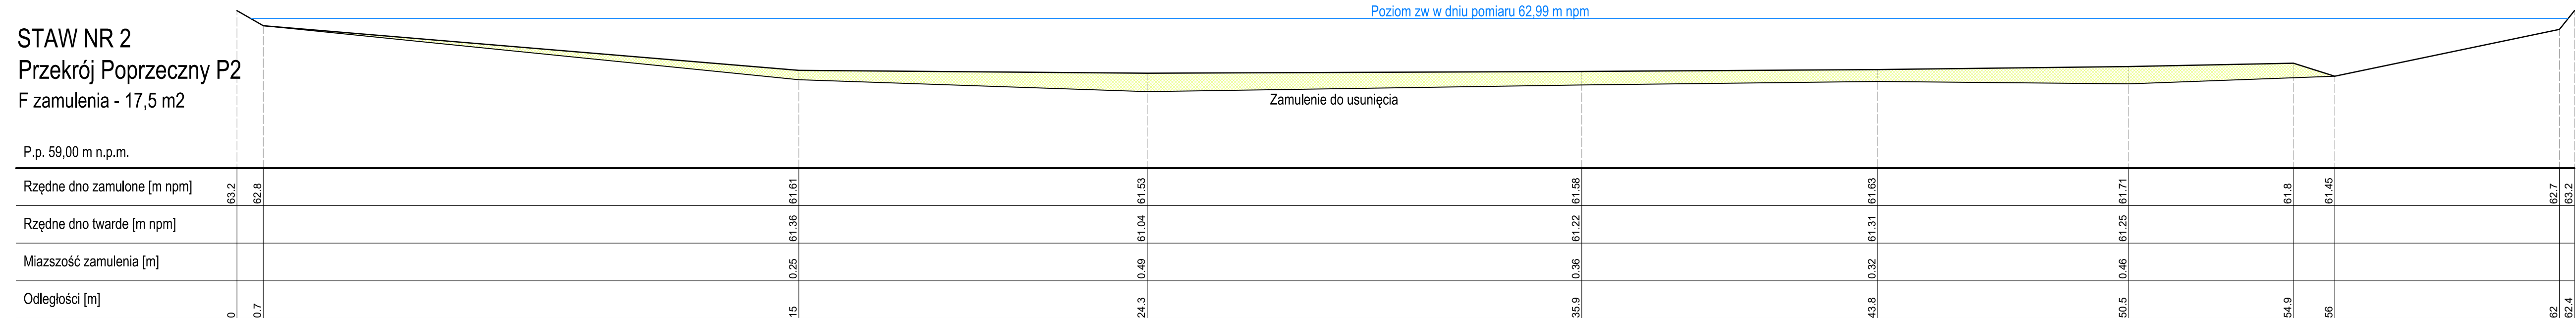 Poziom zw w dniu pomiaru 62,99 m npm
STAW NR 2
Przekrój Poprzeczny P2
F zamulenia - 17,5 m2
Zamulenie do usunięcia
P.p. 59,00 m n.p.m.
Rzędne dno zamulone [m npm] 63.2 62.8 61.61 61.53 61.58 61.63 61.71 61.8 61.45 62.7 63.2
Rzędne dno twarde [m npm] 61.36 61.04 61.22 61.31 61.25
Miazszość zamulenia [m] 0.25 0.49 0.36 0.32 0.46
Odległości [m] 0 0.7 15 24.3 35.9 43.8 50.5 54.9 56 62 62.4